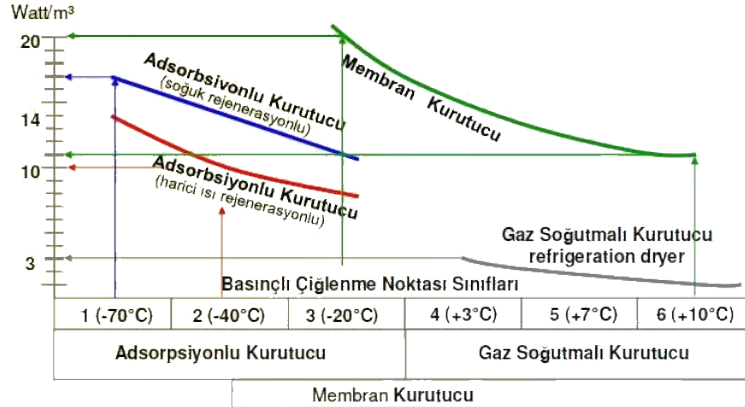 Watt/m³
20
14
10
3
Adsorbsivonlu Kurutucu
(soğuk rejenerasyonlu)
Membran Kurutucu
Adsorbsiyonlu Kurutucu
(harici ısı rejenerasyonlu)
Gaz Soğutmalı Kurutucu
refrigeration dryer
Basınçlı Çiğlenme Noktası Sınıfları
1 (-70°C) 2 (-40°C) 3 (-20°C) 4 (+3°C) 5 (+7°C) 6 (+10°C)
Adsorpsiyonlu Kurutucu Gaz Soğutmalı Kurutucu
Membran Kurutucu